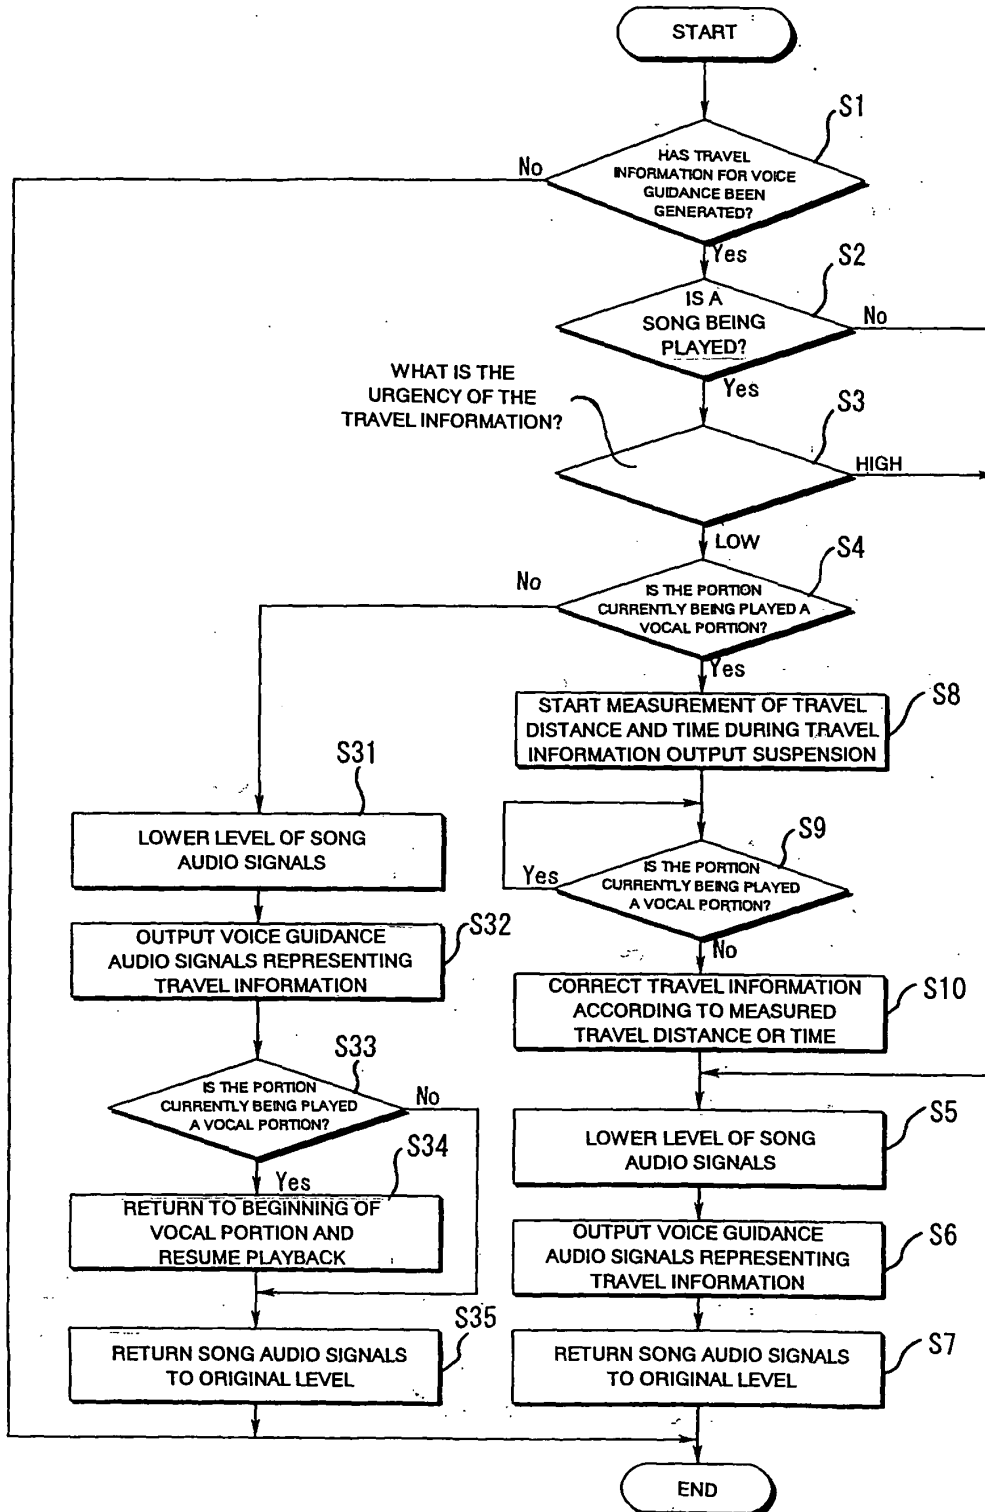 START
S1
HAS TRAVEL
INFORMATION FOR VOICE
GUIDANCE BEEN
GENERATED?
No
Yes
S2
IS A
SONG BEING
PLAYED?
No
Yes
WHAT IS THE
URGENCY OF THE
TRAVEL INFORMATION?
S3
HIGH
LOW
S4
IS THE PORTION
CURRENTLY BEING PLAYED A
VOCAL PORTION?
No
Yes
S8
START MEASUREMENT OF TRAVEL
DISTANCE AND TIME DURING TRAVEL
INFORMATION OUTPUT SUSPENSION
S31
LOWER LEVEL OF SONG
AUDIO SIGNALS
S9
IS THE PORTION
CURRENTLY BEING PLAYED
A VOCAL PORTION?
Yes
No
S32
OUTPUT VOICE GUIDANCE
AUDIO SIGNALS REPRESENTING
TRAVEL INFORMATION
S10
CORRECT TRAVEL INFORMATION
ACCORDING TO MEASURED
TRAVEL DISTANCE OR TIME
S33
IS THE PORTION
CURRENTLY BEING PLAYED
A VOCAL PORTION?
No
Yes
S5
LOWER LEVEL OF SONG
AUDIO SIGNALS
S34
RETURN TO BEGINNING OF
VOCAL PORTION AND
RESUME PLAYBACK
S6
OUTPUT VOICE GUIDANCE
AUDIO SIGNALS REPRESENTING
TRAVEL INFORMATION
S35
RETURN SONG AUDIO SIGNALS
TO ORIGINAL LEVEL
S7
RETURN SONG AUDIO SIGNALS
TO ORIGINAL LEVEL
END